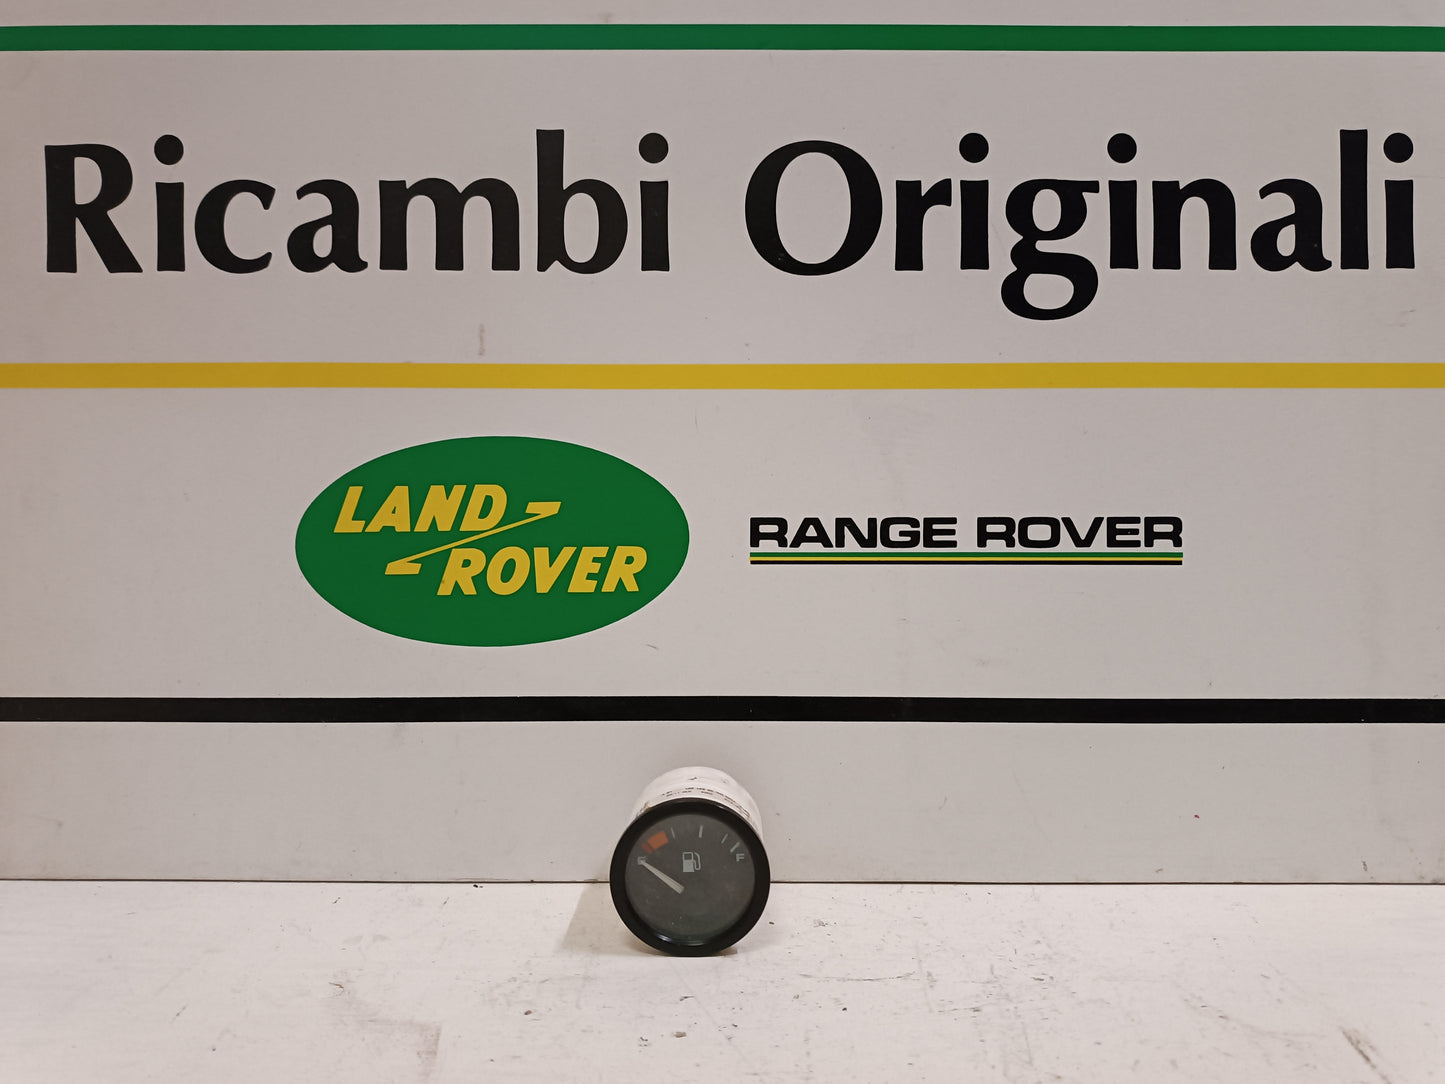 Ricambi Originali
LAND
ROVER
RANGE ROVER
E
F